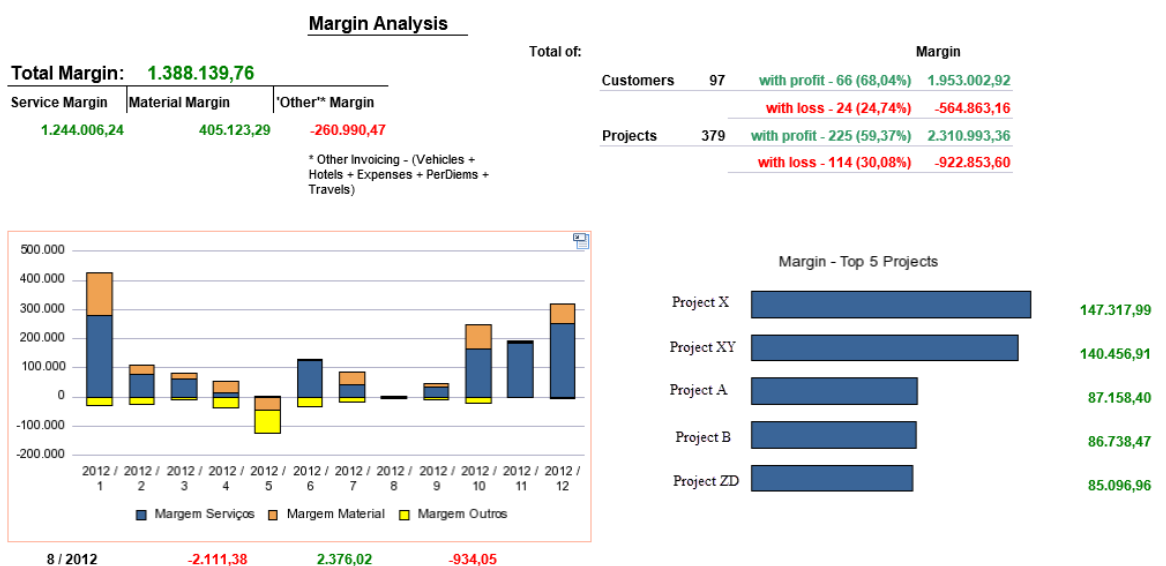 Margin Analysis
Total of:
Margin
Total Margin: 1.388.139,76
Service Margin Material Margin 'Other'* Margin
1.244.006,24 405.123,29 -260.990,47
* Other Invoicing - (Vehicles +
Hotels + Expenses + PerDiems +
Travels)
Customers 97 with profit - 66 (68,04%) 1.953.002,92
with loss - 24 (24,74%) -564.863,16
Projects 379 with profit - 225 (59,37%) 2.310.993,36
with loss - 114 (30,08%) -922.853,60
500.000
400.000
300.000
200.000
100.000
0
-100.000
-200.000
2012 / 2012 / 2012 / 2012 / 2012 / 2012 / 2012 / 2012 / 2012 / 2012 / 2012 / 2012 /
1 2 3 4 5 6 7 8 9 10 11 12
Margem Serviços Margem Material Margem Outros
8 / 2012 -2.111,38 2.376,02 -934,05
Margin - Top 5 Projects
Project X 147.317,99
Project XY 140.456,91
Project A 87.158,40
Project B 86.738,47
Project ZD 85.096,96